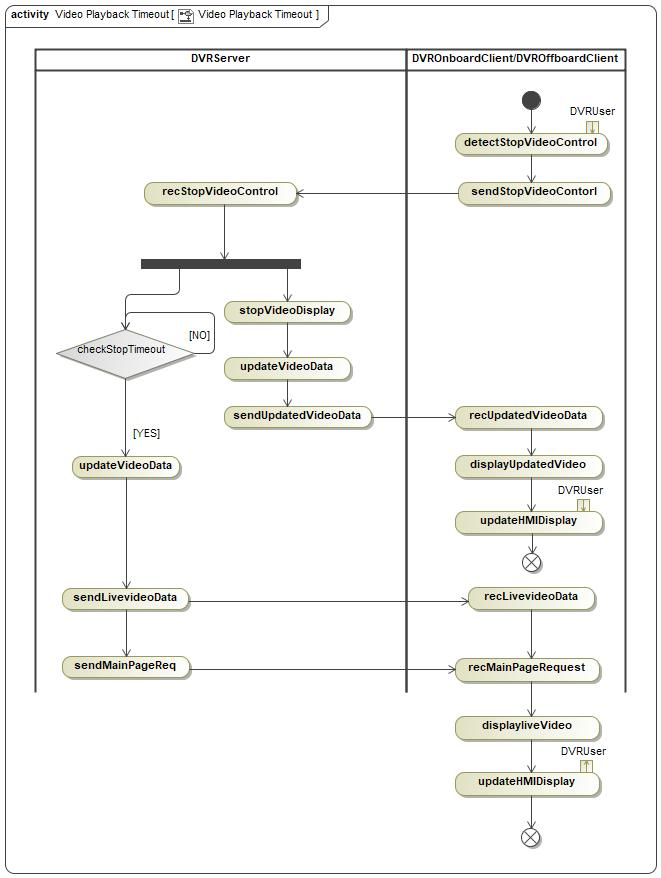 activity Video Playback Timeout [ Video Playback Timeout ]
DVRServer
DVROnboardClient/DVROffboardClient
DVRUser
detectStopVideoControl
recStopVideoControl
sendStopVideoContorl
stopVideoDisplay
[NO]
checkStopTimeout
updateVideoData
sendUpdatedVideoData
recUpdatedVideoData
[YES]
updateVideoData
displayUpdatedVideo
DVRUser
updateHMIDisplay
sendLivevideoData
recLivevideoData
sendMainPageReq
recMainPageRequest
displayliveVideo
DVRUser
updateHMIDisplay